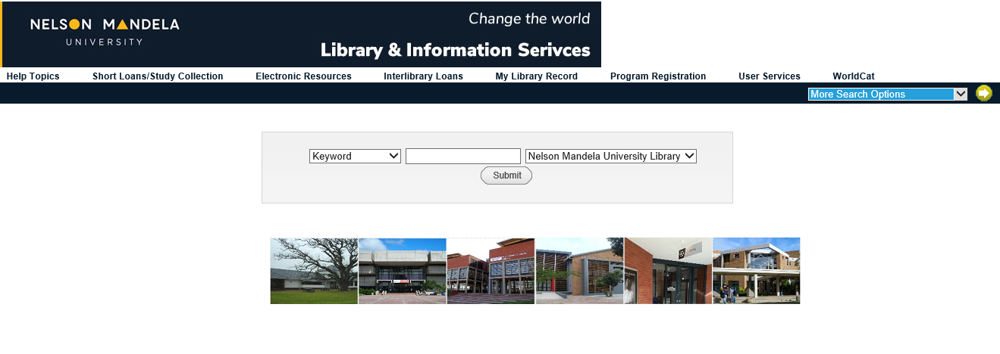 NELSON MANDELA
UNIVERSITY
Change the world
Library & Information Serivces
Help Topics Short Loans/Study Collection Electronic Resources Interlibrary Loans My Library Record Program Registration User Services WorldCat
More Search Options
Keyword Nelson Mandela University Library
Submit